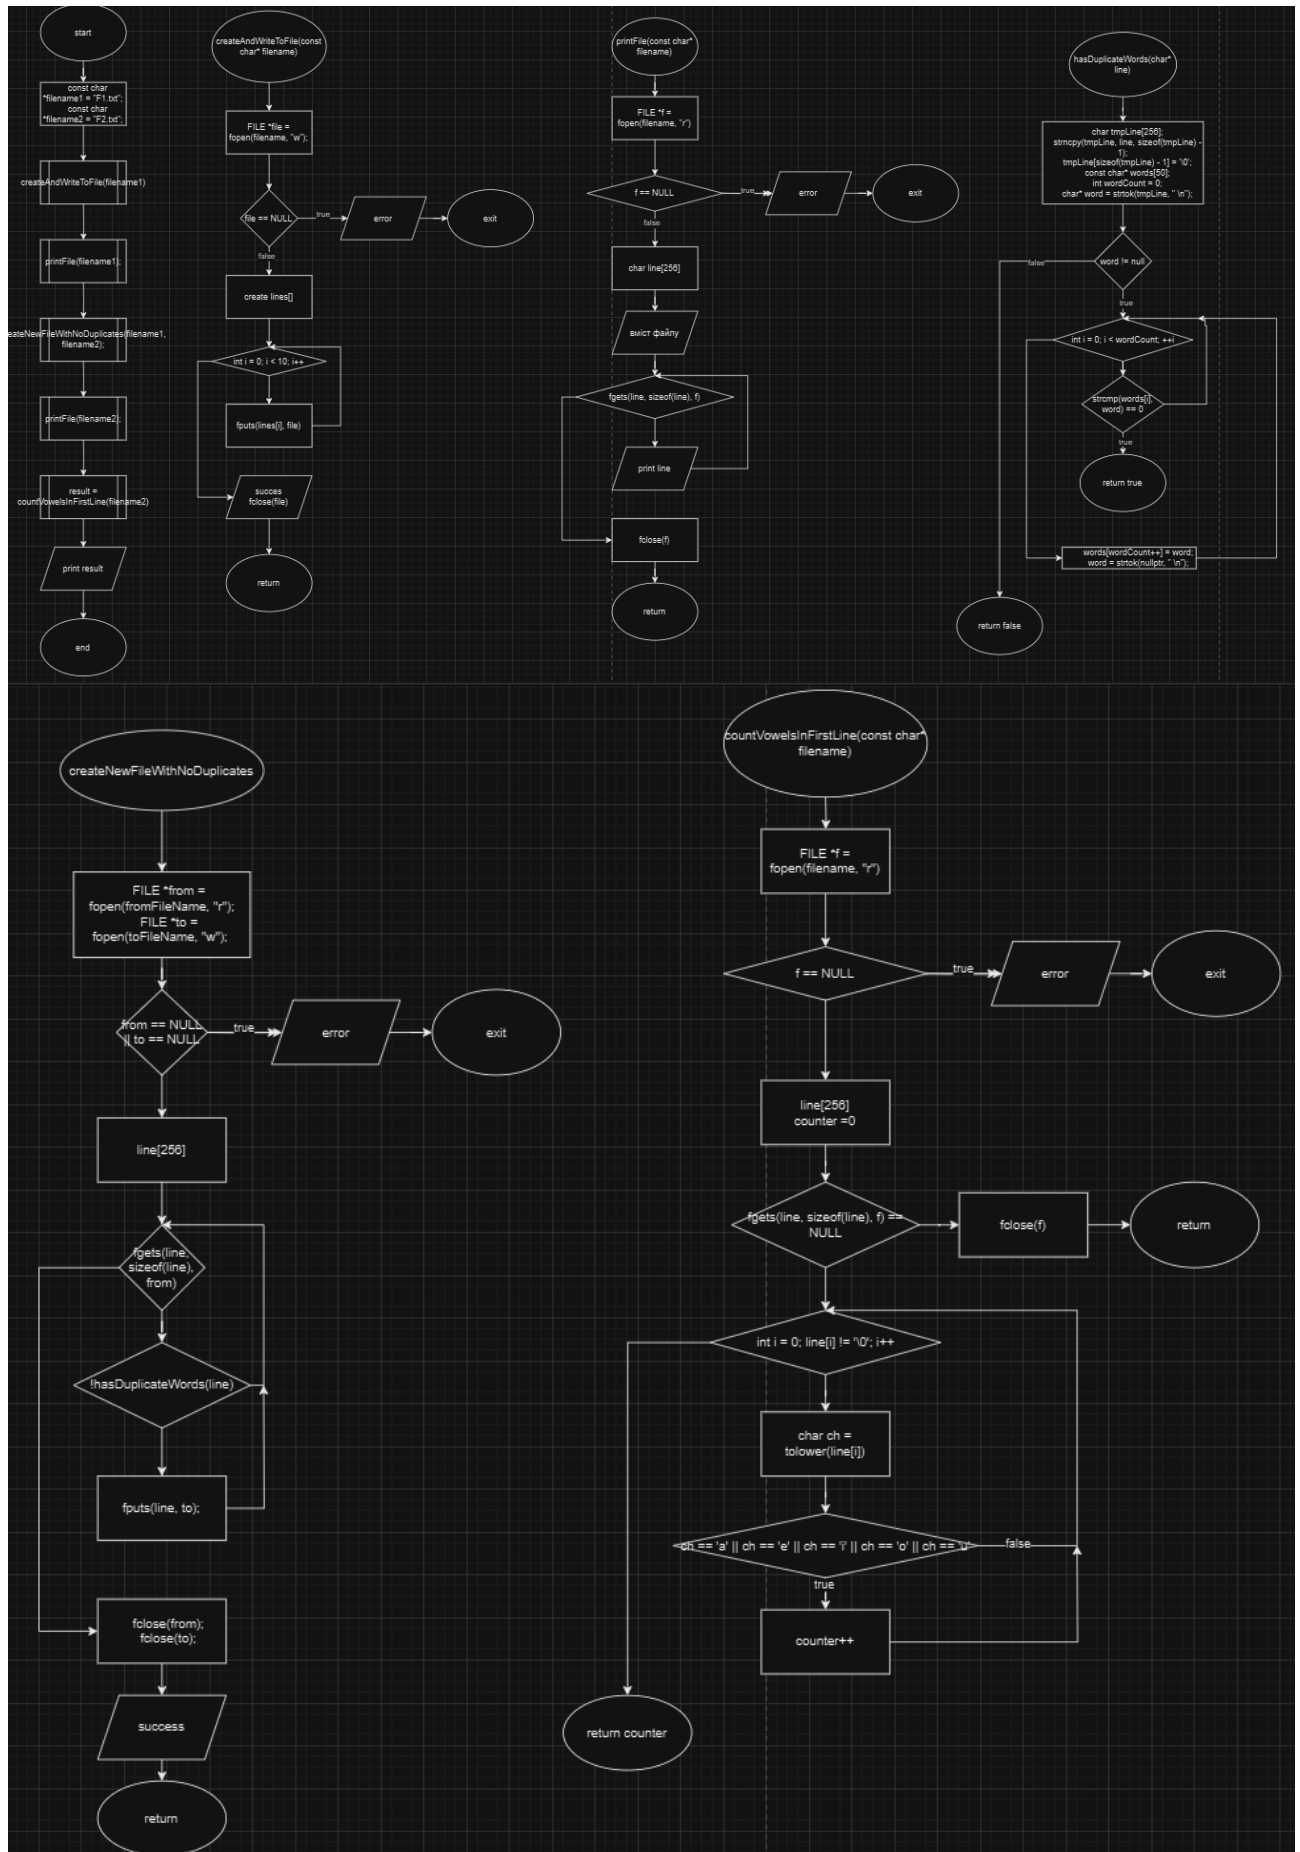 start
const char
*filename1 = "F1.txt";
const char
*filename2 = "F2.txt";
createAndWriteToFile(filename1)
printFile(filename1);
eateNewFileWithNoDuplicates(filename1,
filename2);
printFile(filename2);
result =
countVowelsInFirstLine(filename2)
print result
end
createAndWriteToFile(const
char* filename)
FILE *file =
fopen(filename, "w");
file == NULL
true
error
exit
false
create lines[]
int i = 0; i < 10; i++
fputs(lines[i], file)
succes
fclose(file)
return
printFile(const char*
filename)
FILE *f =
fopen(filename, "r")
f == NULL
true
error
exit
false
char line[256]
вміст файлу
fgets(line, sizeof(line), f)
print line
fclose(f)
return
hasDuplicateWords(char*
line)
char tmpLine[256];
strncpy(tmpLine, line, sizeof(tmpLine) -
1);
tmpLine[sizeof(tmpLine) - 1] = '\0';
const char* words[50];
int wordCount = 0;
char* word = strtok(tmpLine, " \n");
word != null
false
true
int i = 0; i < wordCount; ++i
strcmp(words[i],
word) == 0
true
return true
words[wordCount++] = word;
word = strtok(nullptr, " \n");
return false
createNewFileWithNoDuplicates
FILE *from =
fopen(fromFileName, "r");
FILE *to =
fopen(toFileName, "w");
from == NULL
|| to == NULL
true
error
exit
line[256]
fgets(line,
sizeof(line),
from)
!hasDuplicateWords(line)
fputs(line, to);
fclose(from);
fclose(to);
success
return
countVowelsInFirstLine(const char*
filename)
FILE *f =
fopen(filename, "r")
f == NULL
true
error
exit
line[256]
counter =0
fgets(line, sizeof(line), f) ==
NULL
fclose(f)
return
int i = 0; line[i] != '\0'; i++
char ch =
tolower(line[i])
ch == 'a' || ch == 'e' || ch == 'i' || ch == 'o' || ch == 'u'
false
true
counter++
return counter